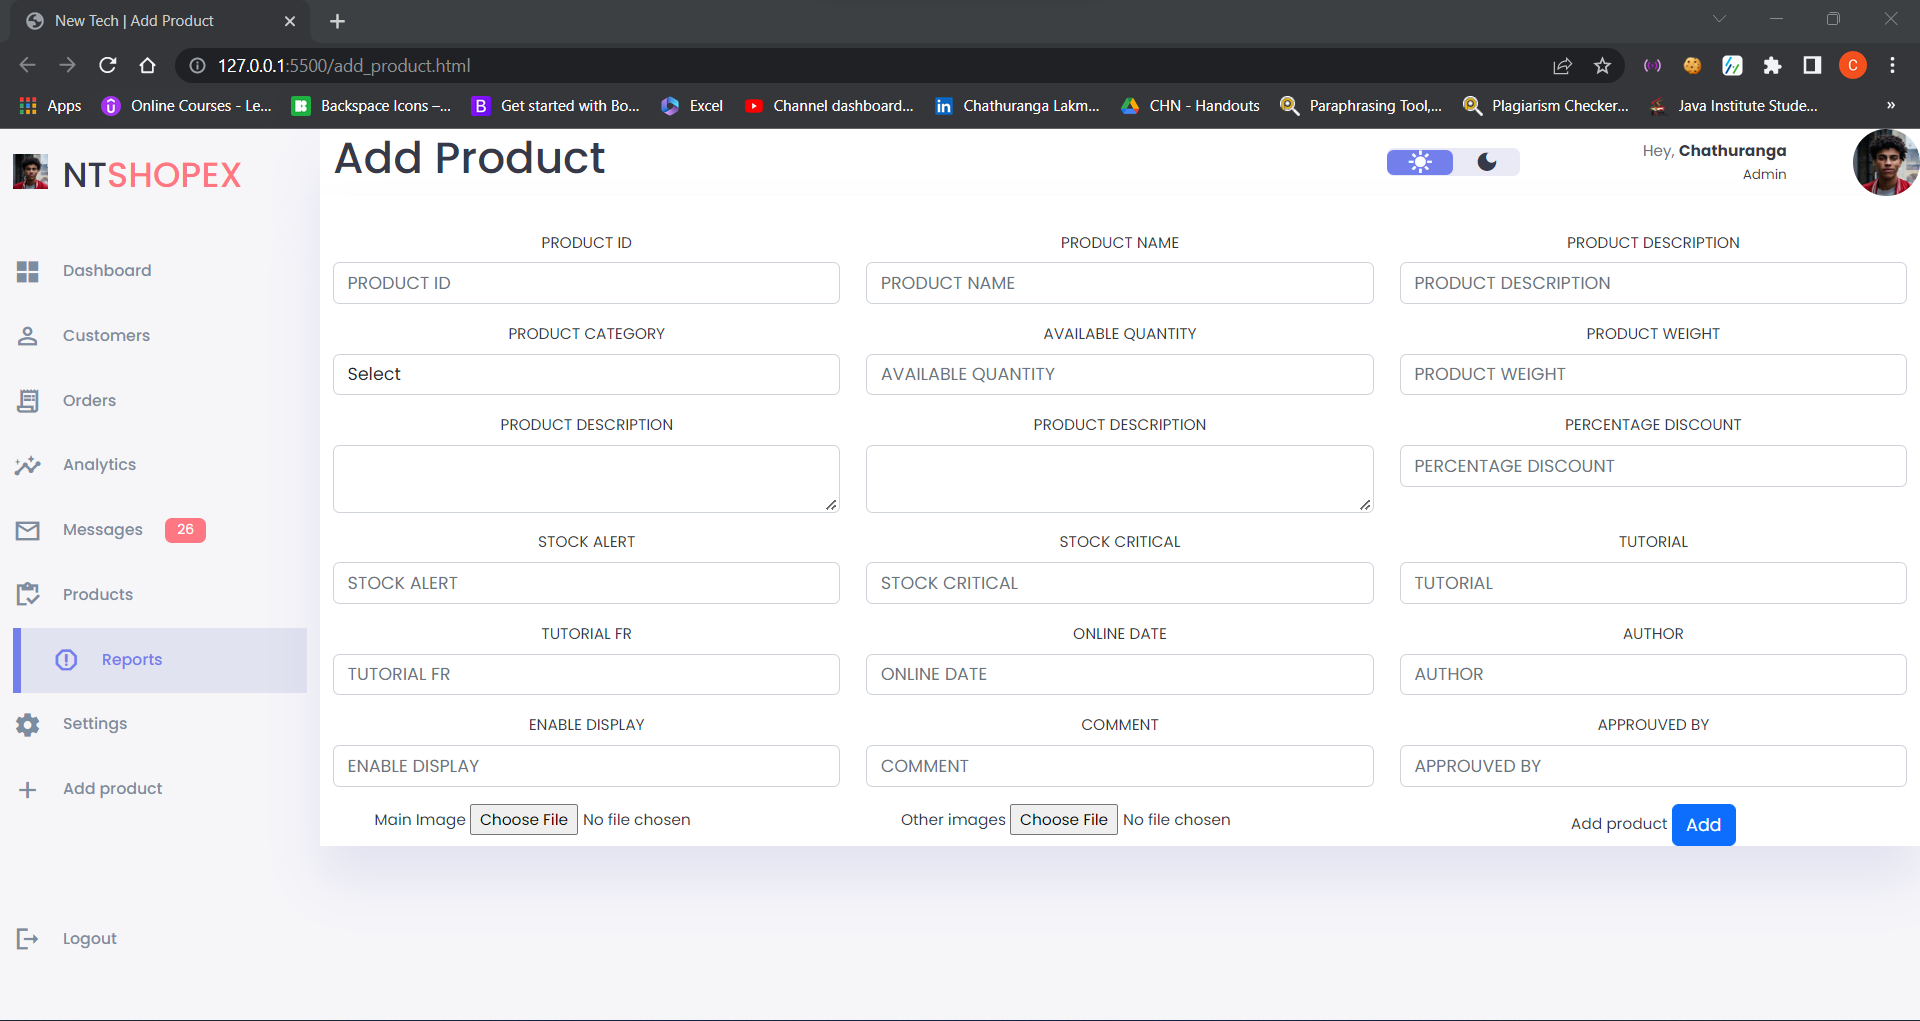 New Tech | Add Product
127.0.0.1:5500/add_product.html
C
Apps
Online Courses - Le...
Backspace Icons –...
B
Get started with Bo...
Excel
Channel dashboard...
in
Chathuranga Lakm...
CHN - Handouts
Paraphrasing Tool,...
Plagiarism Checker...
Java Institute Stude...
»
NTSHOPEX
Add Product
Hey, Chathuranga
Admin
Dashboard
Customers
Orders
Analytics
Messages 26
Products
Reports
Settings
Add product
Logout
PRODUCT ID PRODUCT NAME PRODUCT DESCRIPTION
PRODUCT ID PRODUCT NAME PRODUCT DESCRIPTION
PRODUCT CATEGORY AVAILABLE QUANTITY PRODUCT WEIGHT
Select AVAILABLE QUANTITY PRODUCT WEIGHT
PRODUCT DESCRIPTION PRODUCT DESCRIPTION PERCENTAGE DISCOUNT
PERCENTAGE DISCOUNT
STOCK ALERT STOCK CRITICAL TUTORIAL
STOCK ALERT STOCK CRITICAL TUTORIAL
TUTORIAL FR ONLINE DATE AUTHOR
TUTORIAL FR ONLINE DATE AUTHOR
ENABLE DISPLAY COMMENT APPROUVED BY
ENABLE DISPLAY COMMENT APPROUVED BY
Main Image Choose File No file chosen Other images Choose File No file chosen Add product Add